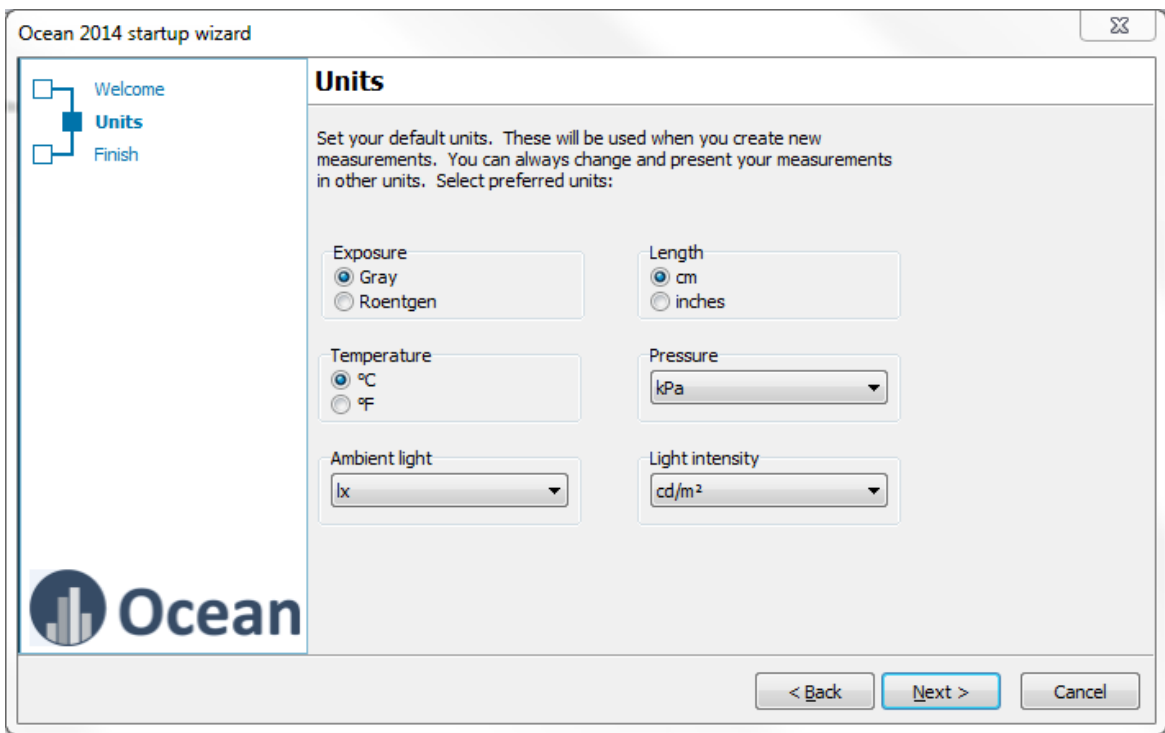 Ocean 2014 startup wizard
Welcome
Units
Finish
Units
Set your default units. These will be used when you create new
measurements. You can always change and present your measurements
in other units. Select preferred units:
Exposure
Gray
Roentgen
Length
cm
inches
Temperature
ºC
ºF
Pressure
kPa
Ambient light
lx
Light intensity
cd/m²
Ocean
< Back
Next >
Cancel